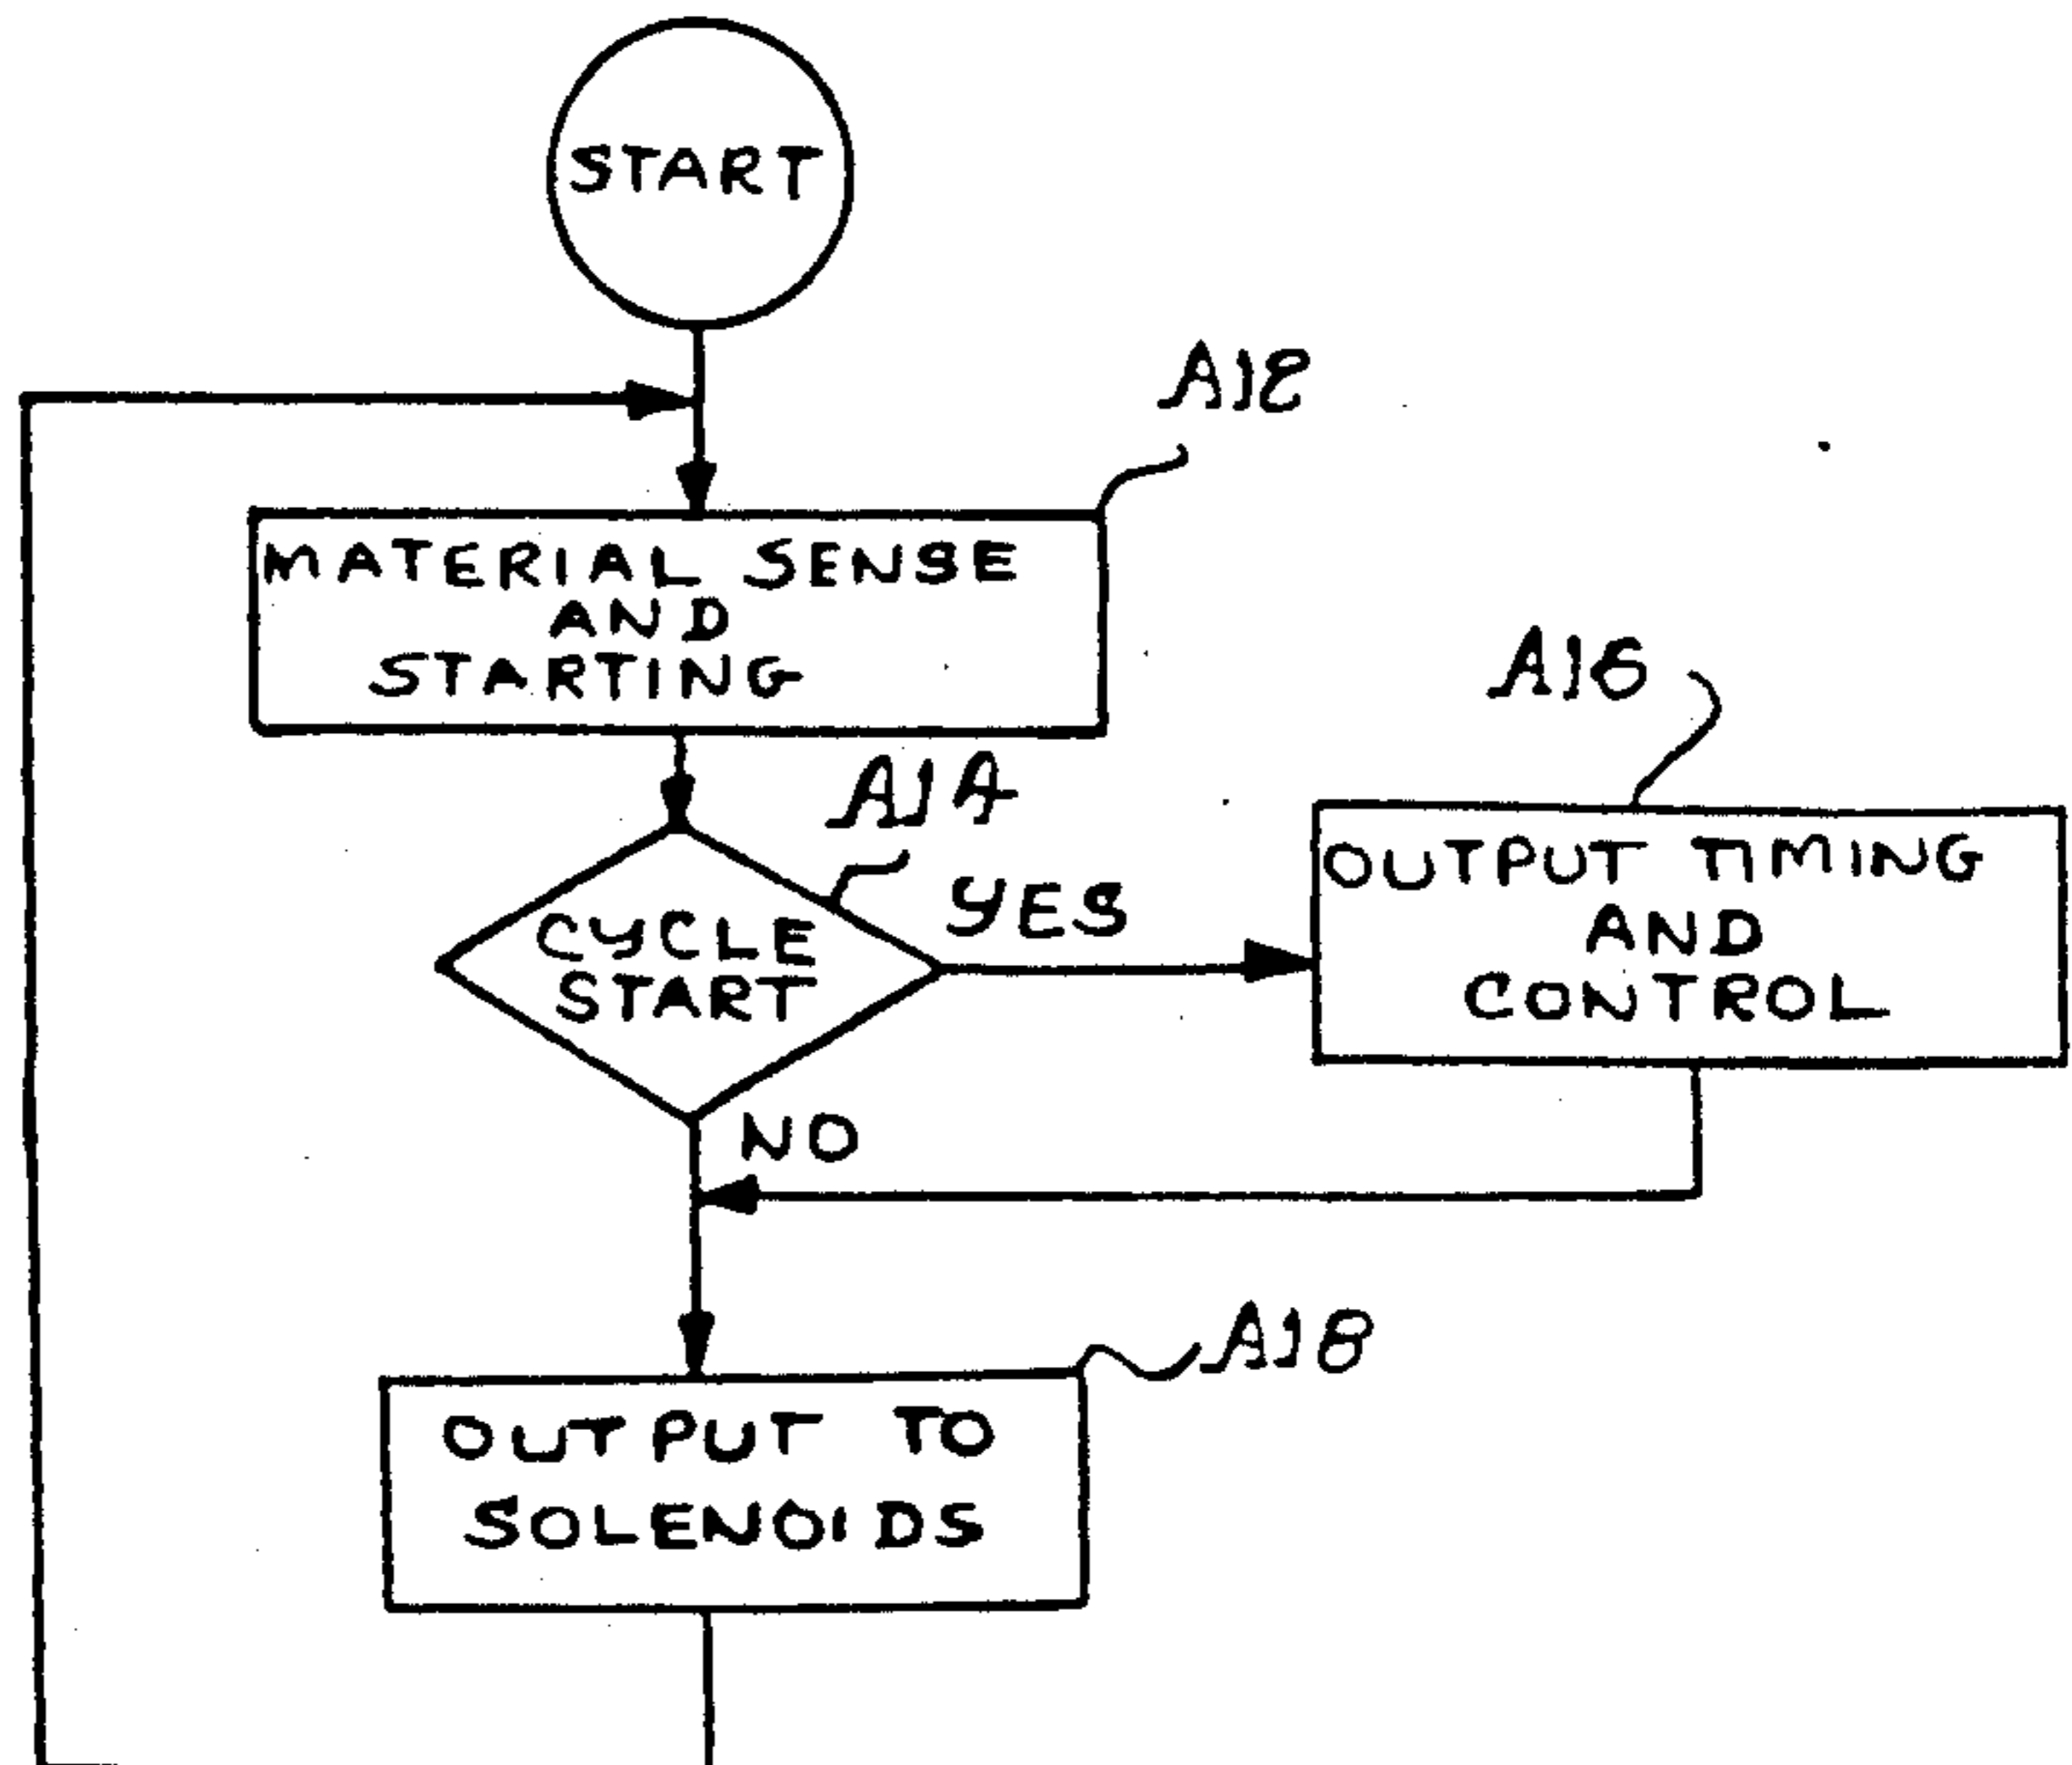 START
A12
MATERIAL SENSE
AND
STARTING
A14
CYCLE
START
YES
A16
OUTPUT TIMING
AND
CONTROL
NO
A18
OUTPUT TO
SOLENOIDS